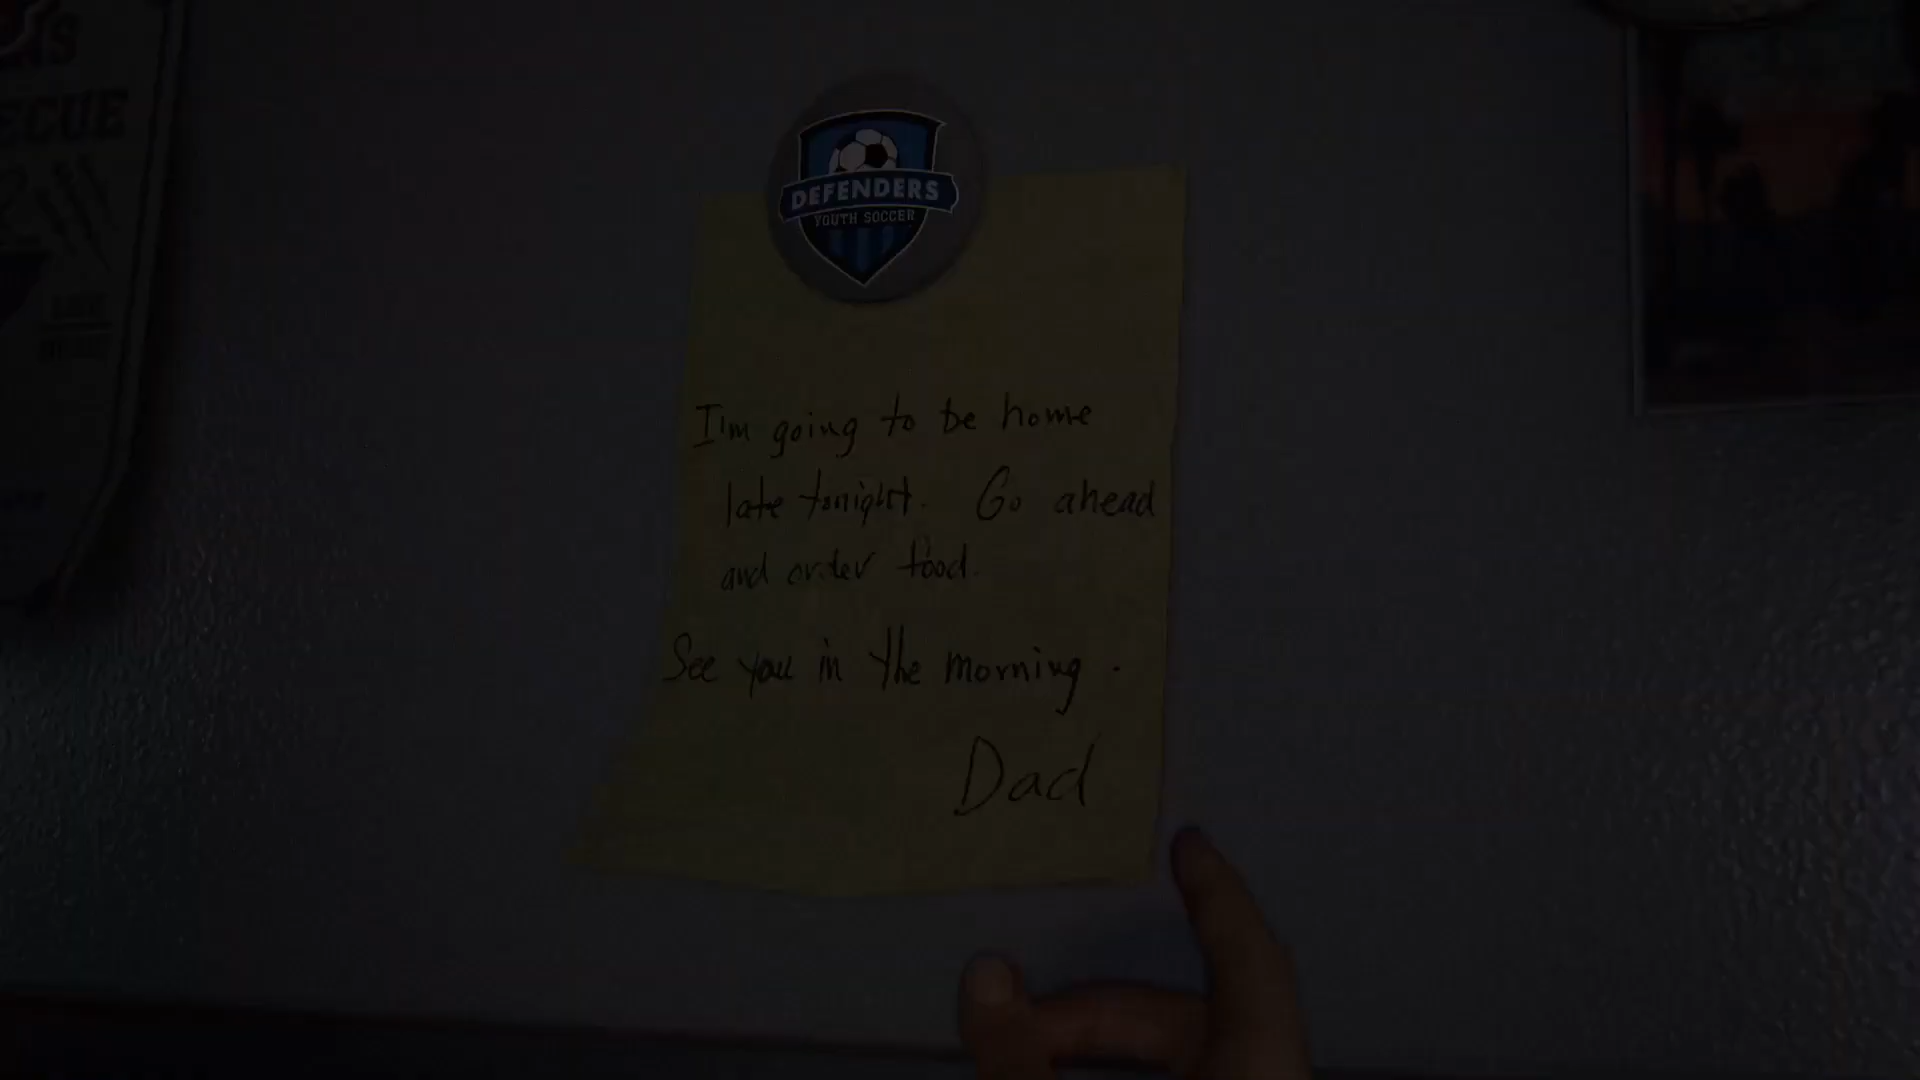 ECUE
DEFENDERS
YOUTH SOCCER
I'm going to be home
late tonight. Go ahead
and order food.
See you in the morning.
Dad